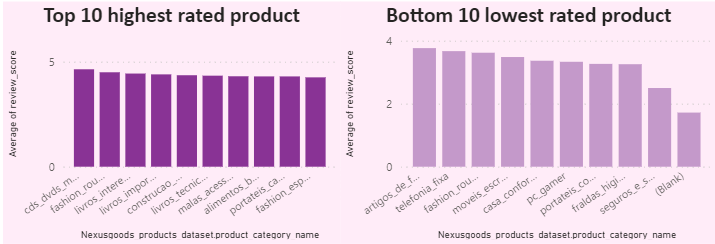 Top 10 highest rated product
Average of review_score
5
0
cds_dvds_m...
fashion_rou...
livros_intere...
livros_impor...
construcao_...
livros_tecnic...
malas_acess...
alimentos_b...
portateis_ca...
fashion_esp...
Nexusgoods_products_dataset.product_category_name
Bottom 10 lowest rated product
Average of review_score
4
2
0
artigos_de_f...
telefonia_fixa
fashion_rou...
moveis_escr...
casa_confor...
pc_gamer
portateis_co...
fraldas_higi...
seguros_e_s...
(Blank)
Nexusgoods_products_dataset.product_category_name